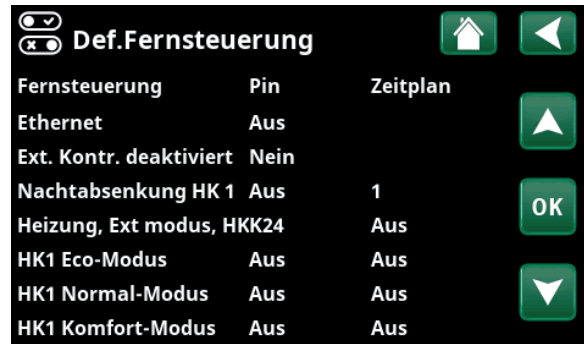 Def.Fernsteuerung
Fernsteuerung Pin Zeitplan
Ethernet Aus
Ext. Kontr. deaktiviert Nein
Nachtabsenkung HK 1 Aus 1
OK
Heizung, Ext modus, HKK24 Aus
HK1 Eco-Modus Aus Aus
HK1 Normal-Modus Aus Aus
HK1 Komfort-Modus Aus Aus